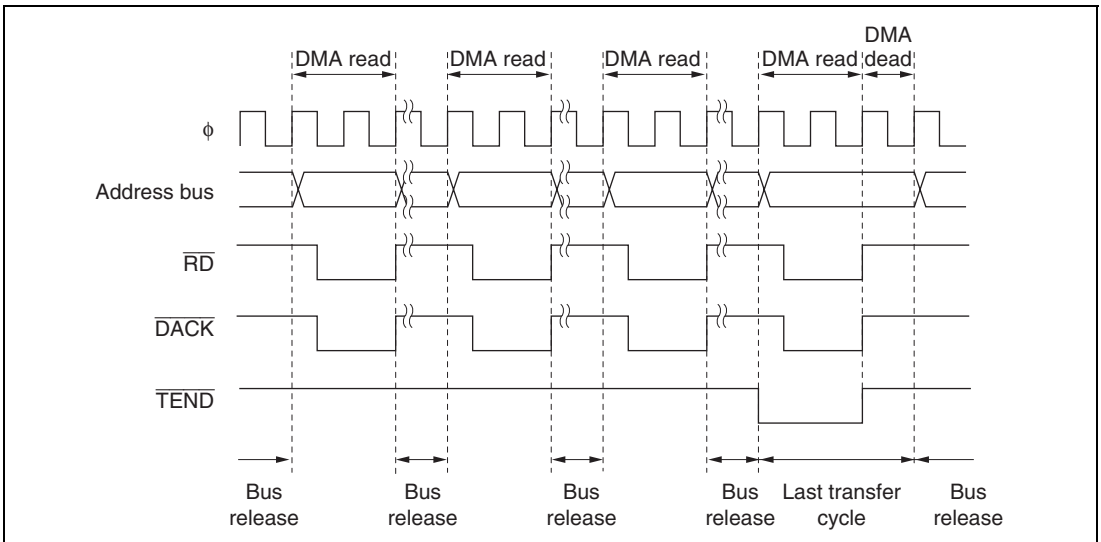 DMA
DMA read DMA read DMA read DMA read dead
φ
Address bus
RD
DACK
TEND
Bus Bus Bus Bus Last transfer Bus
release release release release cycle release